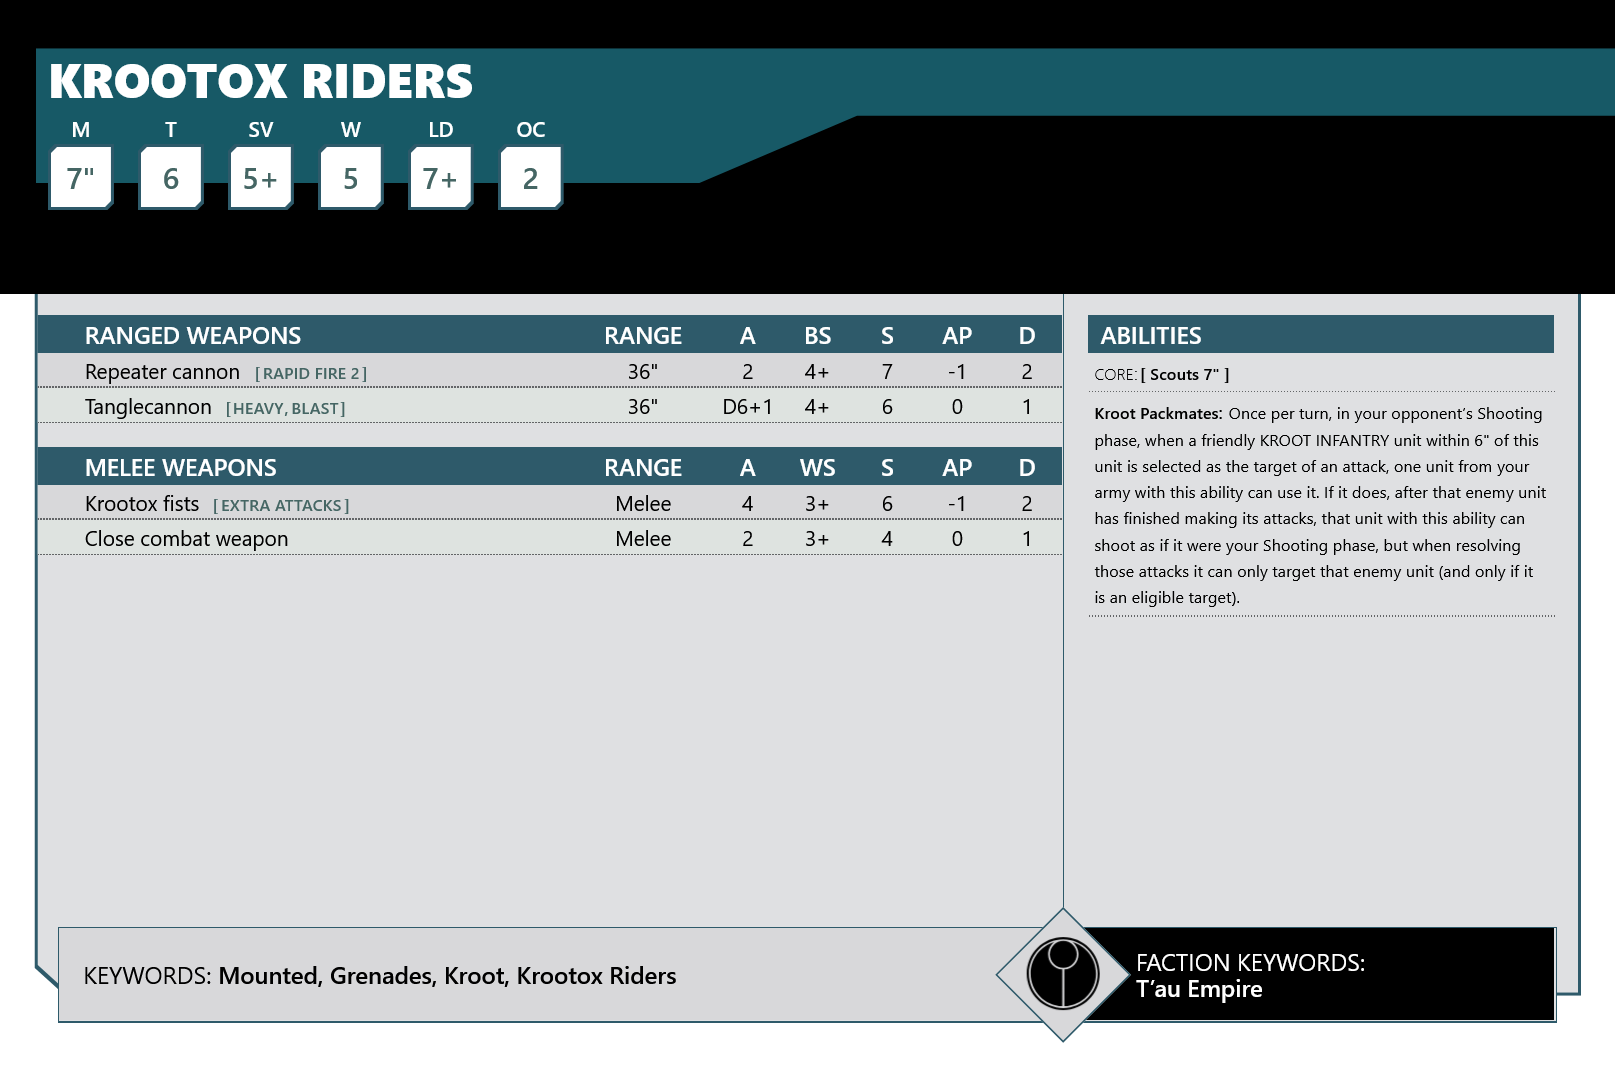 KROOTOX RIDERS
M T SV W LD OC
7" 6 5+ 5 7+ 2
RANGED WEAPONS RANGE A BS S AP D
Repeater cannon [RAPID FIRE 2] 36" 2 4+ 7 -1 2
Tanglecannon [HEAVY, BLAST] 36" D6+1 4+ 6 0 1
MELEE WEAPONS RANGE A WS S AP D
Krootox fists [EXTRA ATTACKS] Melee 4 3+ 6 -1 2
Close combat weapon Melee 2 3+ 4 0 1
ABILITIES
CORE: [ Scouts 7" ]
Kroot Packmates: Once per turn, in your opponent’s Shooting
phase, when a friendly KROOT INFANTRY unit within 6" of this
unit is selected as the target of an attack, one unit from your
army with this ability can use it. If it does, after that enemy unit
has finished making its attacks, that unit with this ability can
shoot as if it were your Shooting phase, but when resolving
those attacks it can only target that enemy unit (and only if it
is an eligible target).
KEYWORDS: Mounted, Grenades, Kroot, Krootox Riders
FACTION KEYWORDS:
T’au Empire